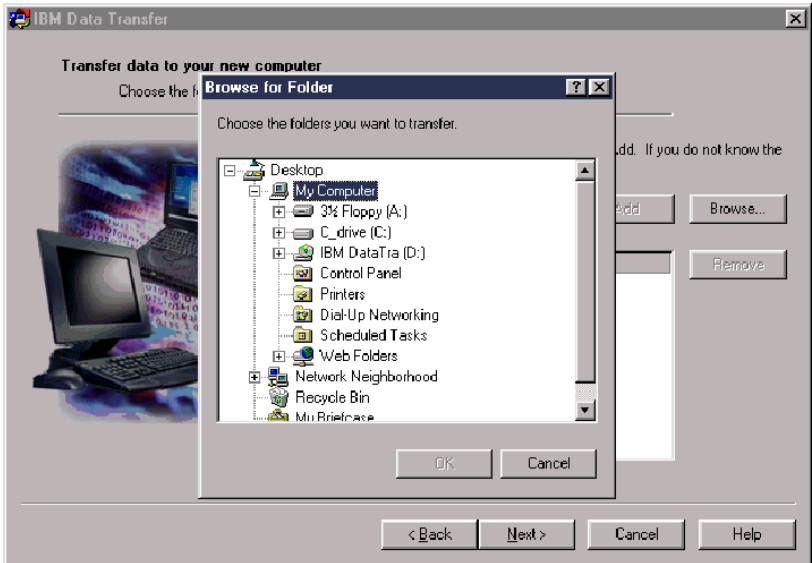 IBM Data Transfer
Transfer data to your new computer
Choose the f
Browse for Folder
Choose the folders you want to transfer.
Desktop
My Computer
3½ Floppy (A:)
C_drive (C:)
IBM DataTra (D:)
Control Panel
Printers
Dial-Up Networking
Scheduled Tasks
Web Folders
Network Neighborhood
Recycle Bin
My Briefcase
OK
Cancel
.dd. If you do not know the
Add
Browse...
Remove
< Back
Next >
Cancel
Help